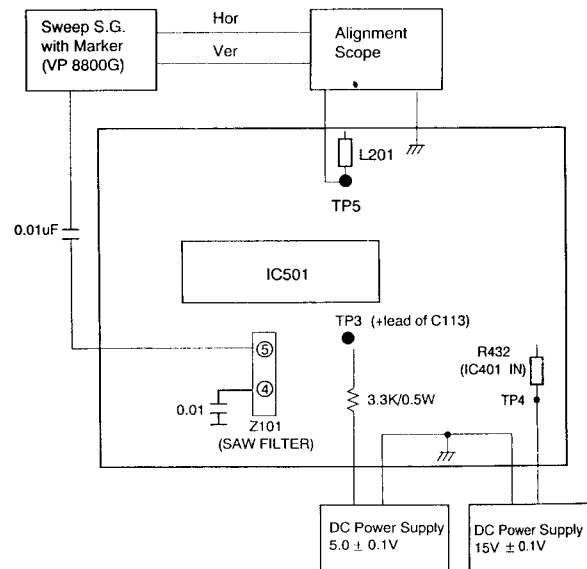 Sweep S.G.
with Marker
(VP 8800G)
Hor
Ver
Alignment
Scope
L201
TP5
0.01uF
IC501
TP3 (+lead of C113)
5
4
0.01
Z101
(SAW FILTER)
3.3K/0.5W
R432
(IC401 IN)
TP4
DC Power Supply
5.0 ± 0.1V
DC Power Supply
15V ± 0.1V